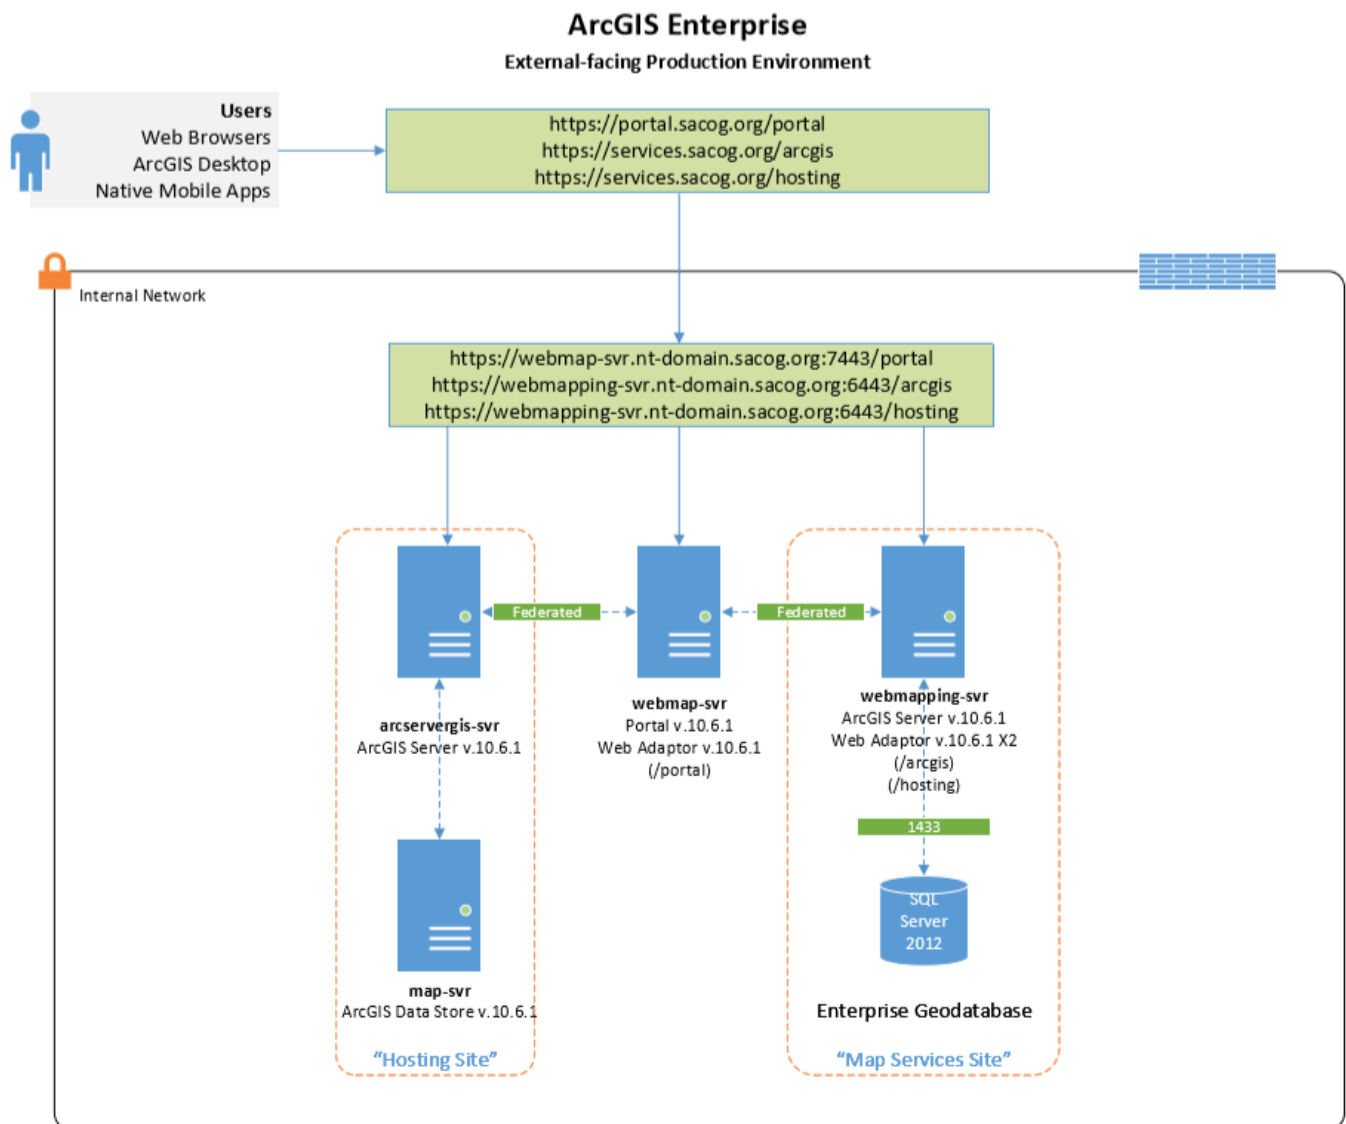 ArcGIS Enterprise
External-facing Production Environment
Users
Web Browsers
ArcGIS Desktop
Native Mobile Apps
https://portal.sacog.org/portal
https://services.sacog.org/arcgis
https://services.sacog.org/hosting
Internal Network
https://webmap-svr.nt-domain.sacog.org:7443/portal
https://webmapping-svr.nt-domain.sacog.org:6443/arcgis
https://webmapping-svr.nt-domain.sacog.org:6443/hosting
Federated
Federated
arcservergis-svr
ArcGIS Server v.10.6.1
webmap-svr
Portal v.10.6.1
Web Adaptor v.10.6.1
(/portal)
webmapping-svr
ArcGIS Server v.10.6.1
Web Adaptor v.10.6.1 X2
(/arcgis)
(/hosting)
1433
SQL
Server
2012
map-svr
ArcGIS Data Store v.10.6.1
Enterprise Geodatabase
“Hosting Site”
“Map Services Site”